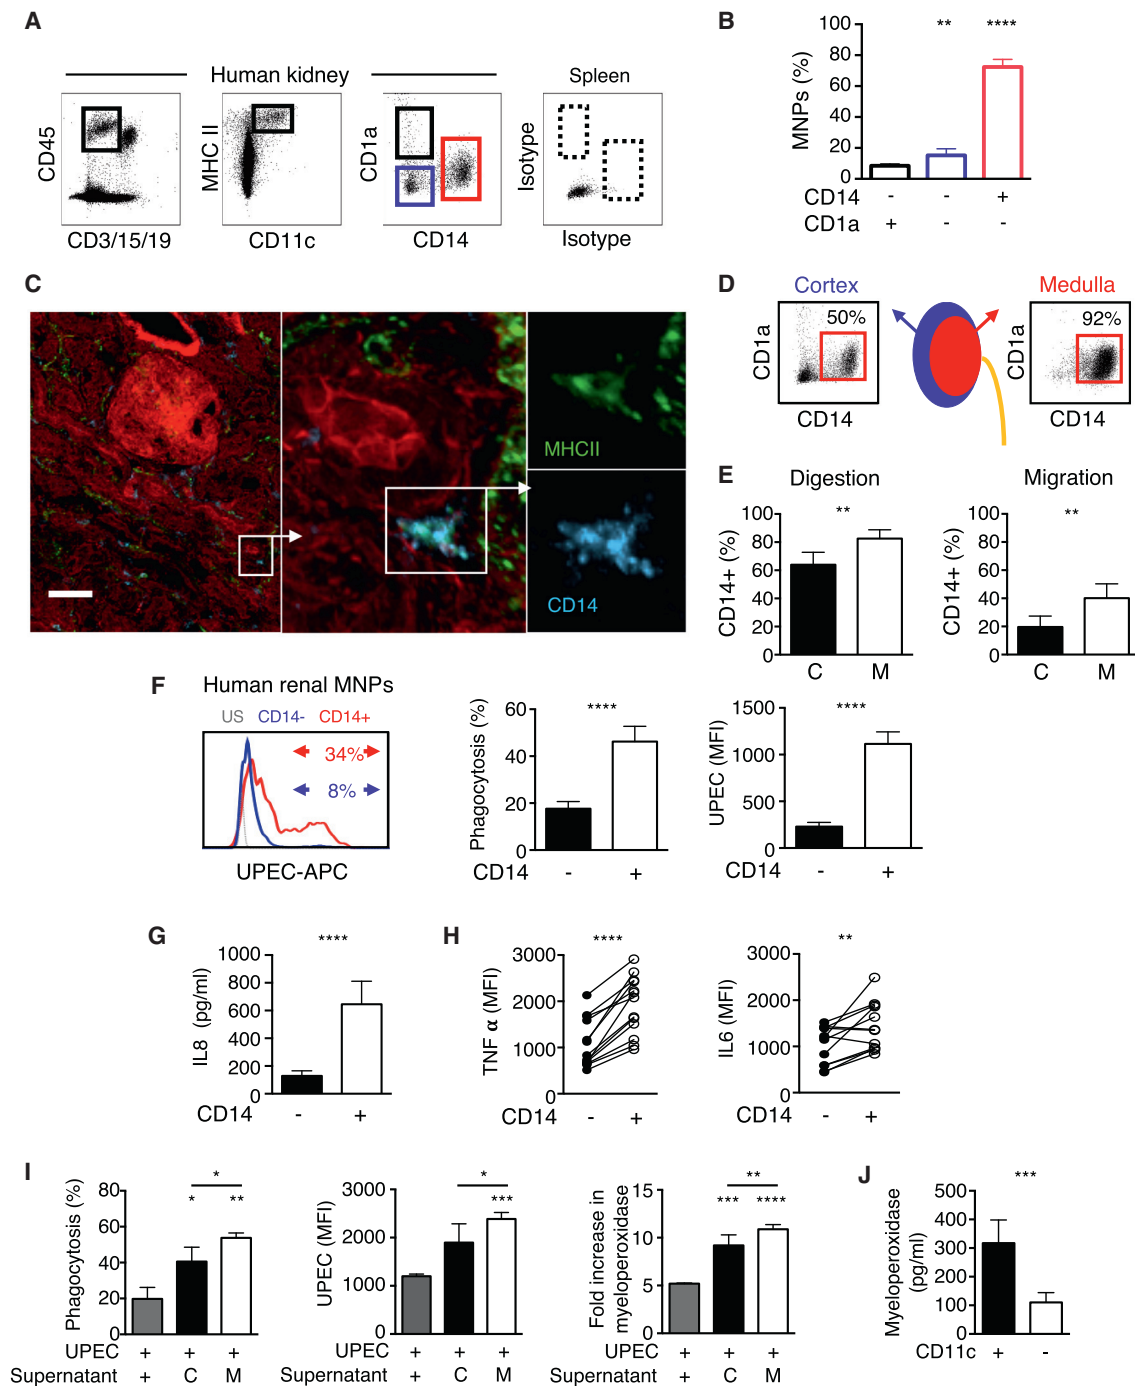 A
Human kidney
Spleen
CD45
CD3/15/19
MHC II
CD11c
CD1a
CD14
Isotype
Isotype
B
MNPs (%)
100
80
60
40
20
0
** ****
CD14 - - +
CD1a + - -
C
MHCII
CD14
D
Cortex
Medulla
50%
CD1a
CD14
92%
CD1a
CD14
E
Digestion
**
CD14+ (%)
100
80
60
40
20
0
C M
Migration
**
CD14+ (%)
100
80
60
40
20
0
C M
F
Human renal MNPs
US CD14- CD14+
34%
8%
UPEC-APC
****
Phagocytosis (%)
60
40
20
0
CD14 - +
****
UPEC (MFI)
1500
1000
500
0
CD14 - +
G
****
IL8 (pg/ml)
1000
800
600
400
200
0
CD14 - +
H
****
TNF α (MFI)
3000
2000
1000
0
CD14 - +
**
IL6 (MFI)
3000
2000
1000
0
CD14 - +
I
*
* **
Phagocytosis (%)
80
60
40
20
0
UPEC + + +
Supernatant + C M
*
***
UPEC (MFI)
3000
2000
1000
0
UPEC + + +
Supernatant + C M
**
*** ****
Fold increase in
myeloperoxidase
15
10
5
0
UPEC + + +
Supernatant + C M
J
***
Myeloperoxidase
(pg/ml)
500
400
300
200
100
0
CD11c + -